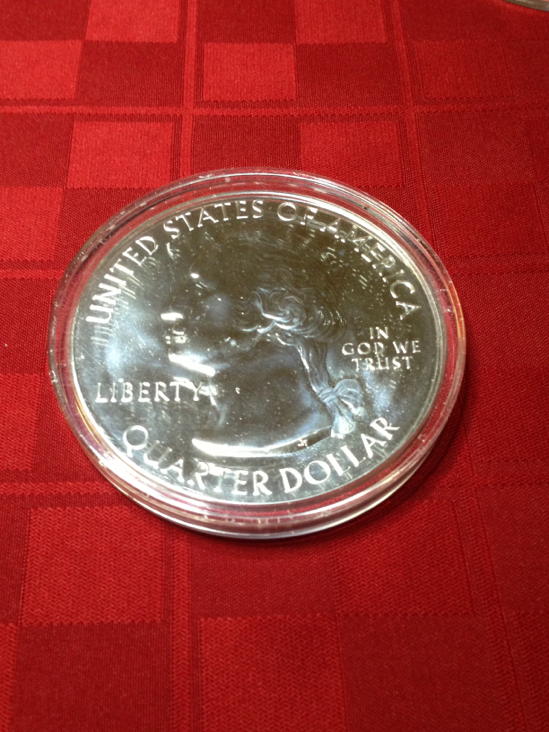 UNITED STATES OF AMERICA
IN
GOD WE
TRUST
LIBERTY
QUARTER DOLLAR